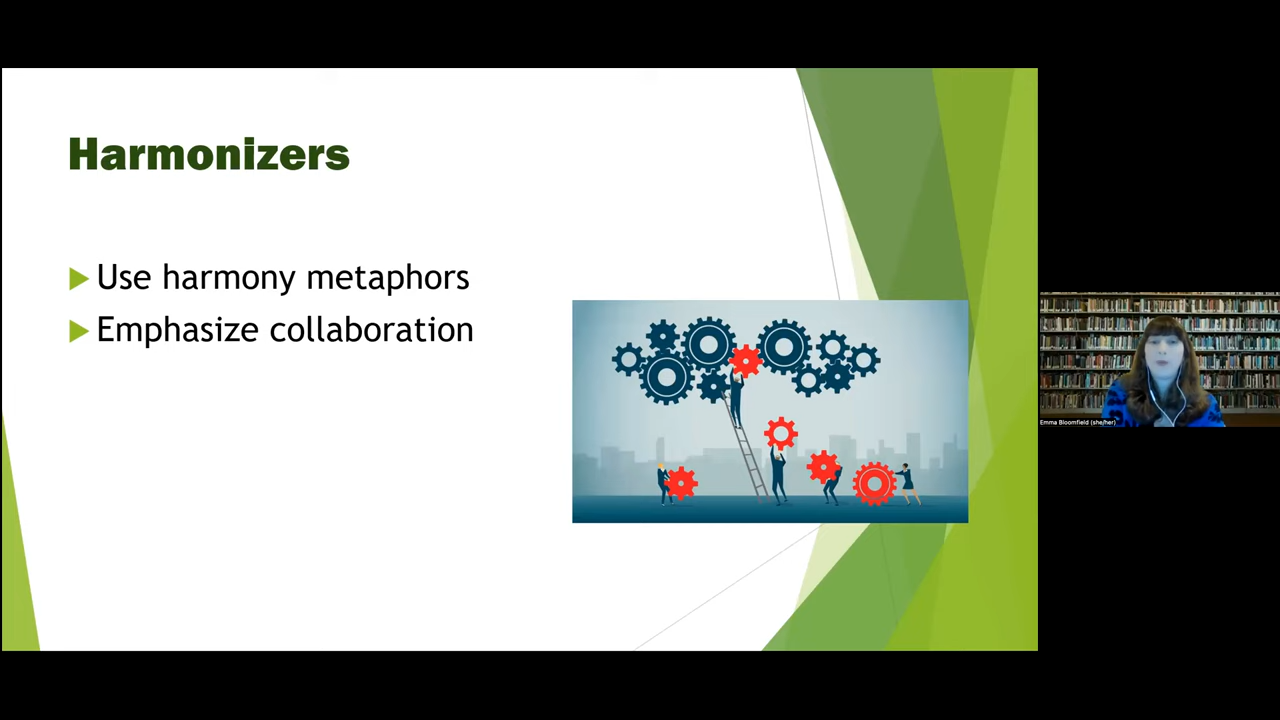 Harmonizers
Use harmony metaphors
Emphasize collaboration
Emma Bloomfield (she/her)